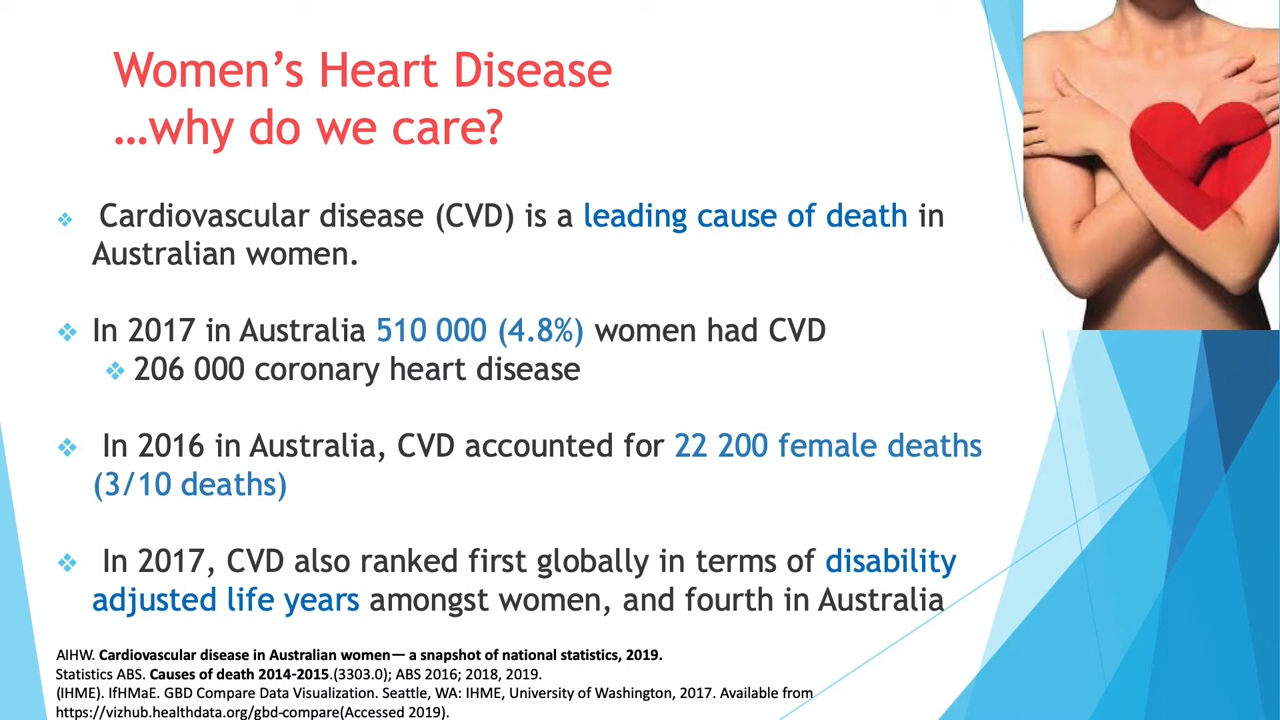 Women’s Heart Disease
…why do we care?
❖ Cardiovascular disease (CVD) is a leading cause of death in
Australian women.
❖ In 2017 in Australia 510 000 (4.8%) women had CVD
❖ 206 000 coronary heart disease
❖ In 2016 in Australia, CVD accounted for 22 200 female deaths
(3/10 deaths)
❖ In 2017, CVD also ranked first globally in terms of disability
adjusted life years amongst women, and fourth in Australia
AIHW. Cardiovascular disease in Australian women— a snapshot of national statistics, 2019.
Statistics ABS. Causes of death 2014-2015.(3303.0); ABS 2016; 2018, 2019.
(IHME). IfHMaE. GBD Compare Data Visualization. Seattle, WA: IHME, University of Washington, 2017. Available from
https://vizhub.healthdata.org/gbd-compare(Accessed 2019).